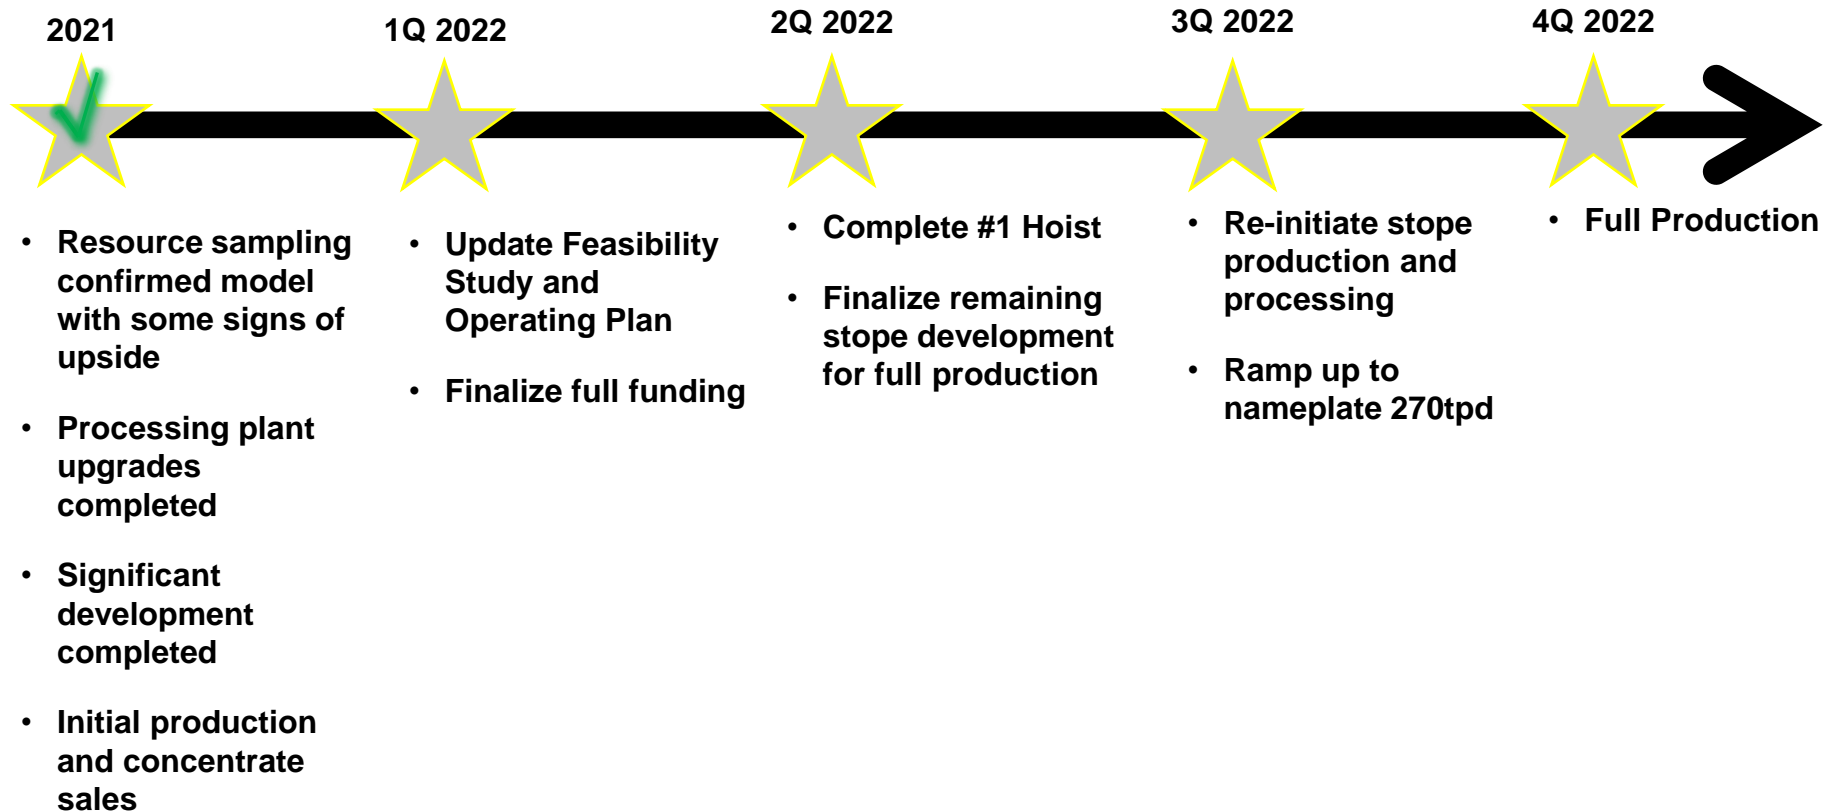 2021
1Q 2022
2Q 2022
3Q 2022
4Q 2022
• Resource sampling
confirmed model
with some signs of
upside
• Processing plant
upgrades
completed
• Significant
development
completed
• Initial production
and concentrate
sales
• Update Feasibility
Study and
Operating Plan
• Finalize full funding
• Complete #1 Hoist
• Finalize remaining
stope development
for full production
• Re-initiate stope
production and
processing
• Ramp up to
nameplate 270tpd
• Full Production